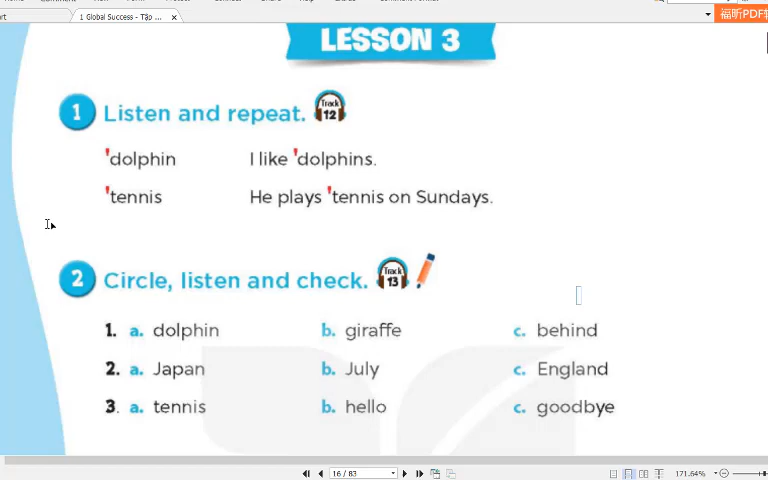 1 Global Success - Tập ...
福昕PDF
LESSON 3
1 Listen and repeat. Track 12
'dolphin I like 'dolphins.
'tennis He plays 'tennis on Sundays.
2 Circle, listen and check. Track 13
1. a. dolphin b. giraffe c. behind
2. a. Japan b. July c. England
3. a. tennis b. hello c. goodbye
16 / 83 171.64%